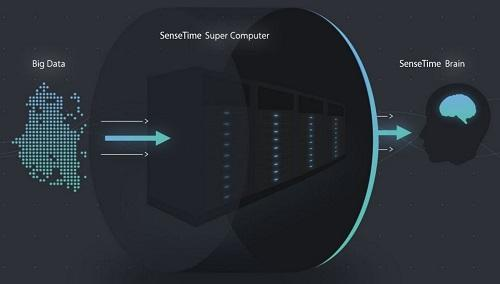 SenseTime Super Computer
Big Data
SenseTime Brain